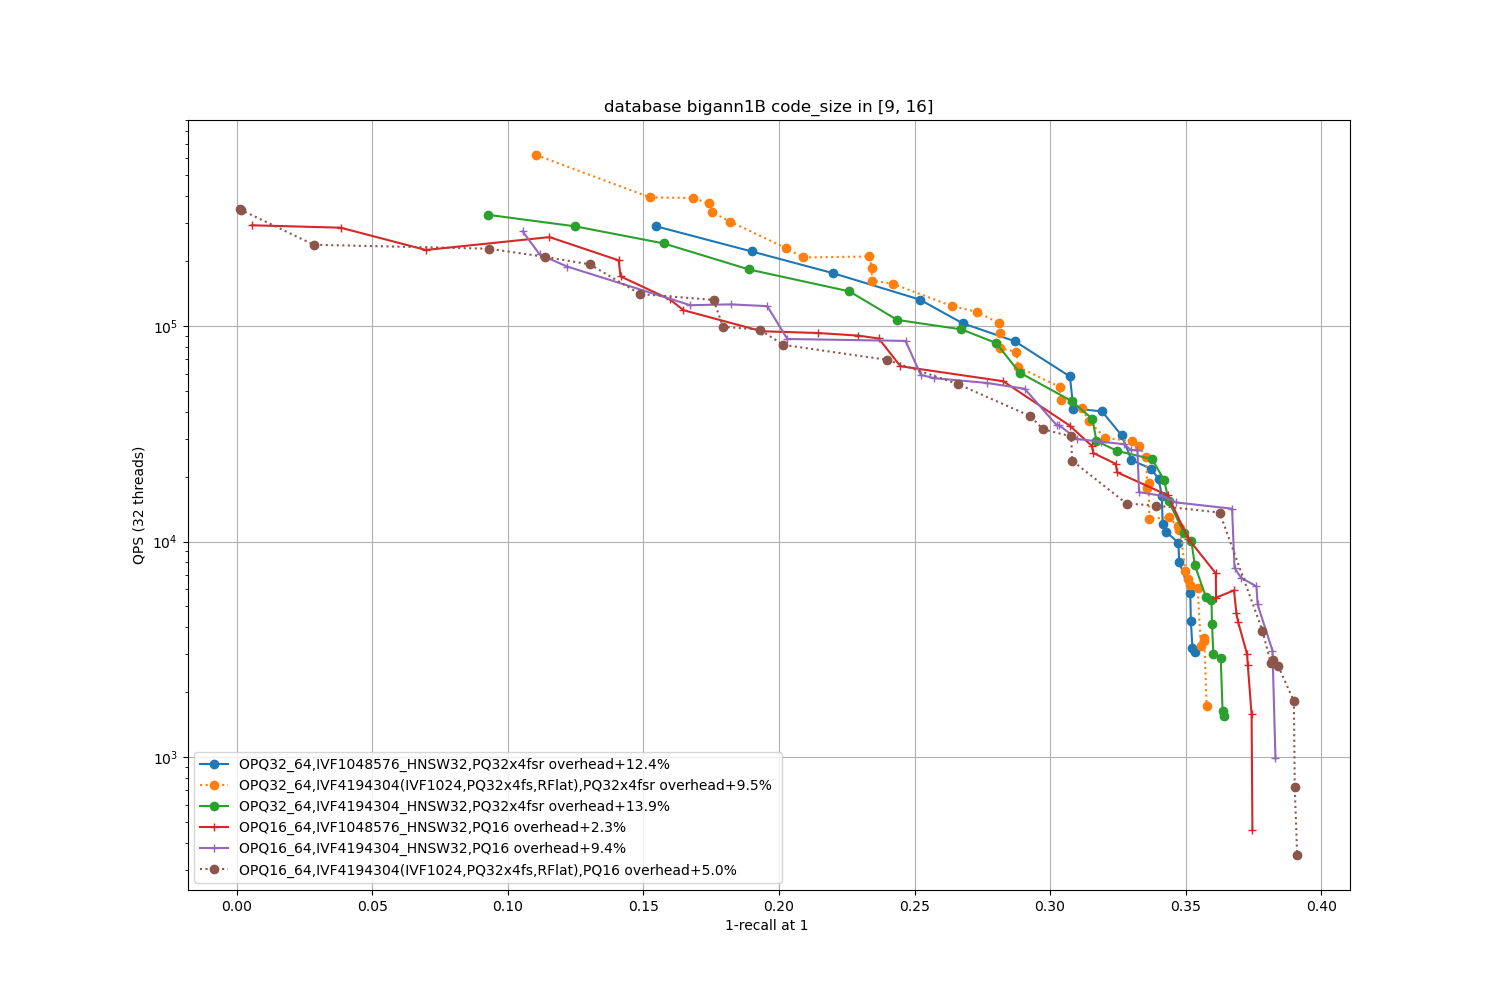 database bigann1B code_size in [9, 16]
QPS (32 threads)
10^5
10^4
10^3
OPQ32_64,IVF1048576_HNSW32,PQ32x4fsr overhead+12.4%
OPQ32_64,IVF4194304(IVF1024,PQ32x4fs,RFlat),PQ32x4fsr overhead+9.5%
OPQ32_64,IVF4194304_HNSW32,PQ32x4fsr overhead+13.9%
OPQ16_64,IVF1048576_HNSW32,PQ16 overhead+2.3%
OPQ16_64,IVF4194304_HNSW32,PQ16 overhead+9.4%
OPQ16_64,IVF4194304(IVF1024,PQ32x4fs,RFlat),PQ16 overhead+5.0%
0.00 0.05 0.10 0.15 0.20 0.25 0.30 0.35 0.40
1-recall at 1